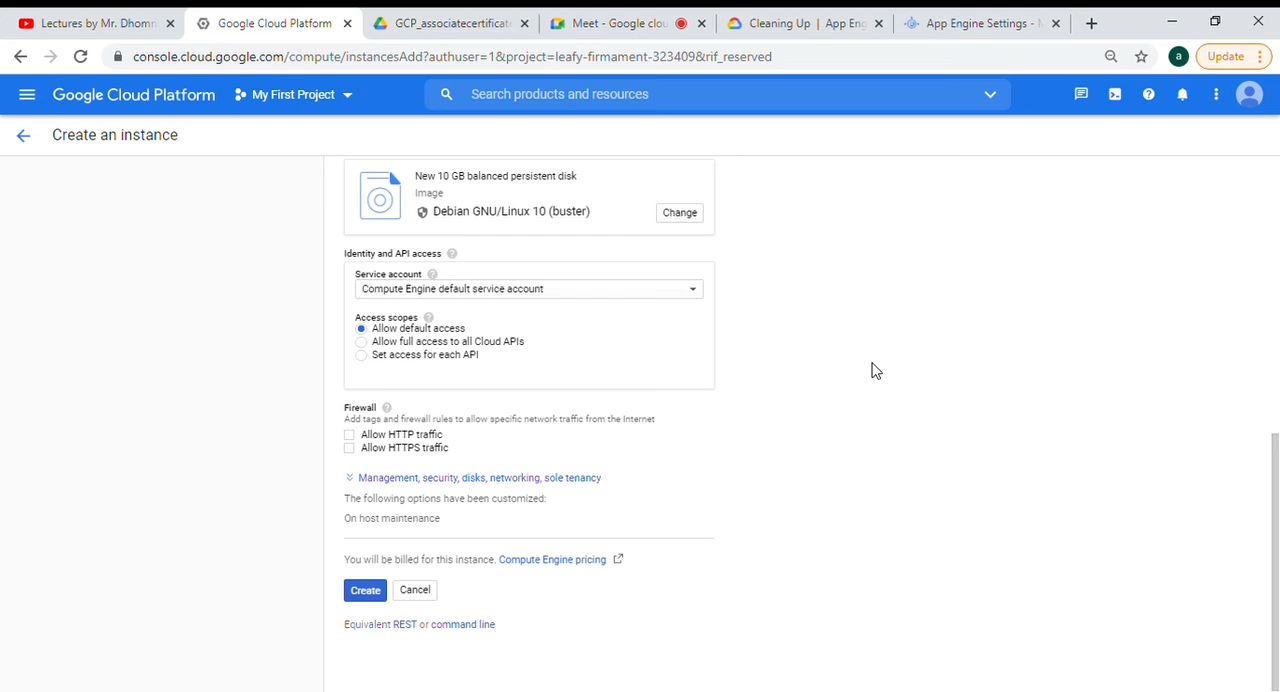 Lectures by Mr. Dhomn
Google Cloud Platform
GCP_associatecertificate
Meet - Google clou
Cleaning Up | App Eng
App Engine Settings -
console.cloud.google.com/compute/instancesAdd?authuser=1&project=leafy-firmament-323409&rif_reserved
a
Update
Google Cloud Platform
My First Project
Search products and resources
Create an instance
New 10 GB balanced persistent disk
Image
Debian GNU/Linux 10 (buster)
Change
Identity and API access
Service account
Compute Engine default service account
Access scopes
Allow default access
Allow full access to all Cloud APIs
Set access for each API
Firewall
Add tags and firewall rules to allow specific network traffic from the Internet
Allow HTTP traffic
Allow HTTPS traffic
Management, security, disks, networking, sole tenancy
The following options have been customized:
On host maintenance
You will be billed for this instance. Compute Engine pricing
Create
Cancel
Equivalent REST or command line